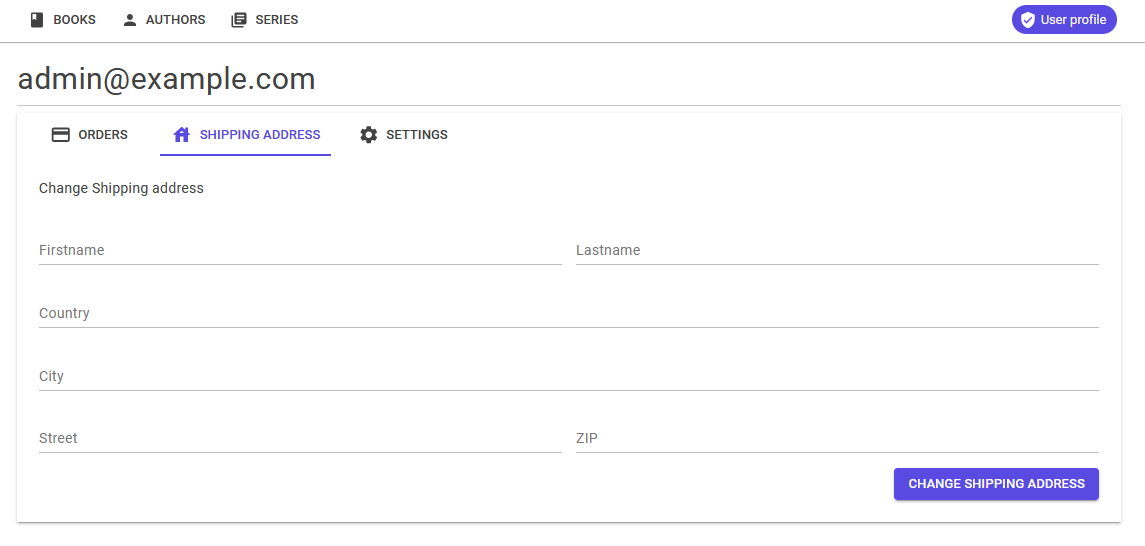 BOOKS AUTHORS SERIES User profile
admin@example.com
ORDERS SHIPPING ADDRESS SETTINGS
Change Shipping address
Firstname Lastname
Country
City
Street ZIP
CHANGE SHIPPING ADDRESS